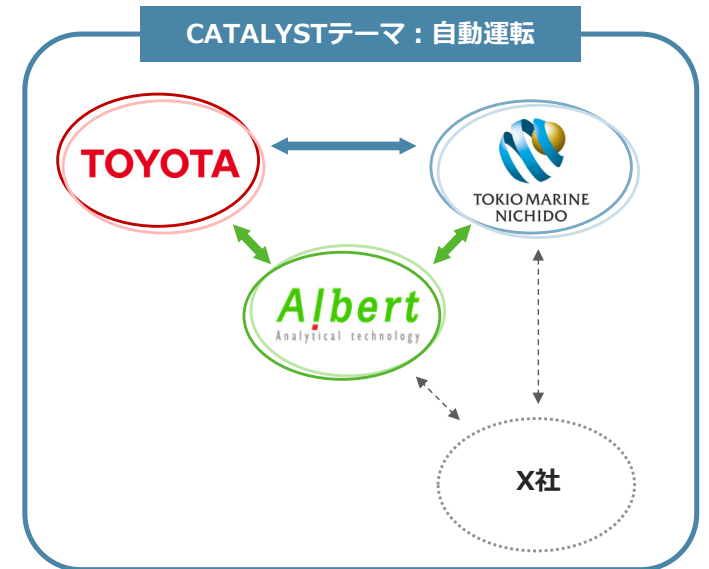 CATALYSTテーマ：自動運転
TOYOTA
TOKIO MARINE
NICHIDO
Albert
Analytical technology
X社